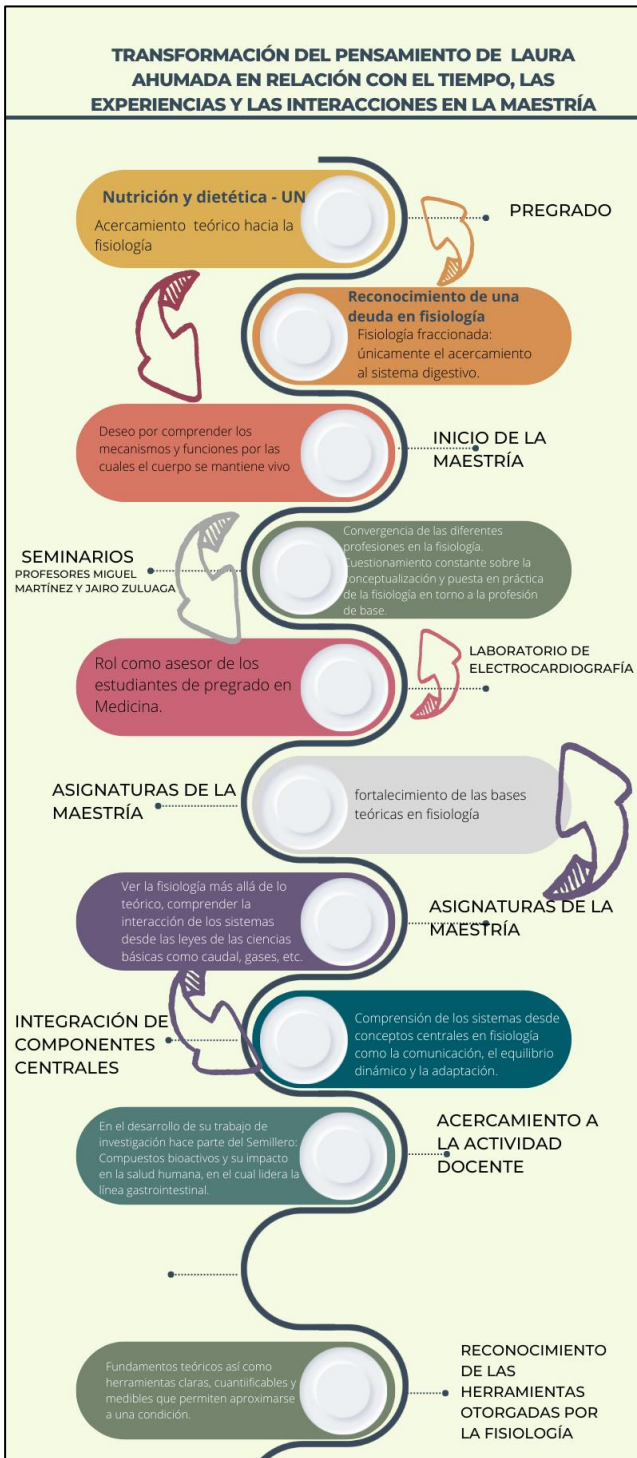 TRANSFORMACIÓN DEL PENSAMIENTO DE LAURA
AHUMADA EN RELACIÓN CON EL TIEMPO, LAS
EXPERIENCIAS Y LAS INTERACCIONES EN LA MAESTRÍA
Nutrición y dietética - UN
Acercamiento teórico hacia la
fisiología
PREGRADO
Reconocimiento de una
deuda en fisiología
Fisiología fraccionada:
únicamente el acercamiento
al sistema digestivo.
Deseo por comprender los
mecanismos y funciones por las
cuales el cuerpo se mantiene vivo
INICIO DE LA
MAESTRÍA
SEMINARIOS
PROFESORES MIGUEL
MARTÍNEZ Y JAIRO ZULUAGA
Convergencia de las diferentes
profesiones en la fisiología.
Cuestionamiento constante sobre la
conceptualización y puesta en práctica
de la fisiología en torno a la profesión
de base.
Rol como asesor de los
estudiantes de pregrado en
Medicina.
LABORATORIO DE
ELECTROCARDIOGRAFÍA
ASIGNATURAS DE LA
MAESTRÍA
fortalecimiento de las bases
teóricas en fisiología
Ver la fisiología más allá de lo
teórico, comprender la
interacción de los sistemas
desde las leyes de las ciencias
básicas como caudal, gases, etc.
ASIGNATURAS DE LA
MAESTRÍA
INTEGRACIÓN DE
COMPONENTES
CENTRALES
Comprensión de los sistemas desde
conceptos centrales en fisiología
como la comunicación, el equilibrio
dinámico y la adaptación.
En el desarrollo de su trabajo de
investigación hace parte del Semillero:
Compuestos bioactivos y su impacto
en la salud humana, en el cual lidera la
línea gastrointestinal.
ACERCAMIENTO A
LA ACTIVIDAD
DOCENTE
Fundamentos teóricos así como
herramientas claras, cuantiificables y
medibles que permiten aproximarse
a una condición.
RECONOCIMIENTO
DE LAS
HERRAMIENTAS
OTORGADAS POR
LA FISIOLOGÍA